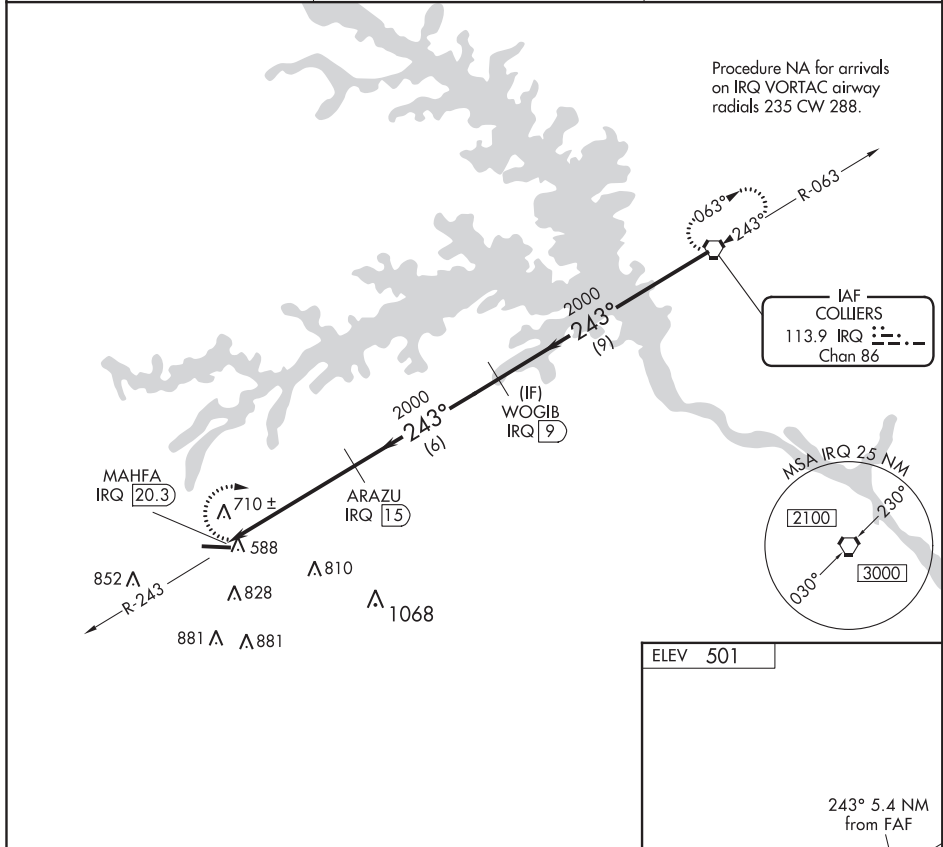 Procedure NA for arrivals
on IRQ VORTAC airway
radials 235 CW 288.
R-063
063°
243°
IAF
COLLIERS
113.9 IRQ
Chan 86
2000
243°
(9)
(IF)
WOGIB
IRQ 9
2000
243°
(6)
ARAZU
IRQ 15
MAHFA
IRQ 20.3
710 ±
588
852
R-243
828
810
1068
881
881
MSA IRQ 25 NM
2100
230°
030°
3000
ELEV 501
243° 5.4 NM
from FAF